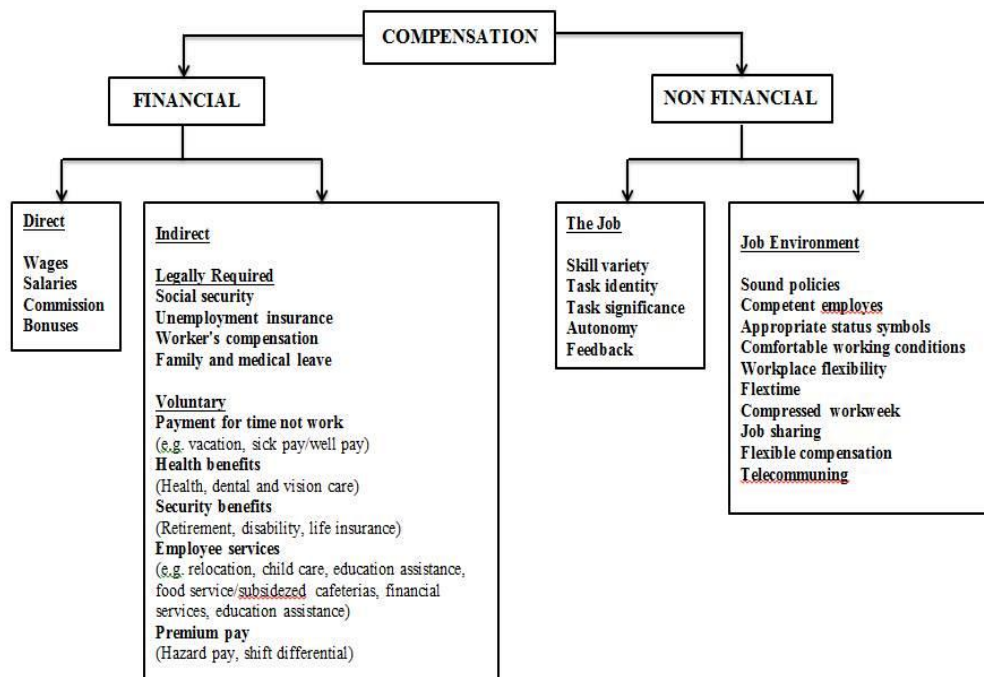 COMPENSATION
FINANCIAL
NON FINANCIAL
Direct
Wages
Salaries
Commission
Bonuses
Indirect
Legally Required
Social security
Unemployment insurance
Worker's compensation
Family and medical leave
Voluntary
Payment for time not work
(e.g. vacation, sick pay/well pay)
Health benefits
(Health, dental and vision care)
Security benefits
(Retirement, disability, life insurance)
Employee services
(e.g. relocation, child care, education assistance,
food service/subsidezed cafeterias, financial
services, education assistance)
Premium pay
(Hazard pay, shift differential)
The Job
Skill variety
Task identity
Task significance
Autonomy
Feedback
Job Environment
Sound policies
Competent employes
Appropriate status symbols
Comfortable working conditions
Workplace flexibility
Flextime
Compressed workweek
Job sharing
Flexible compensation
Telecommuning